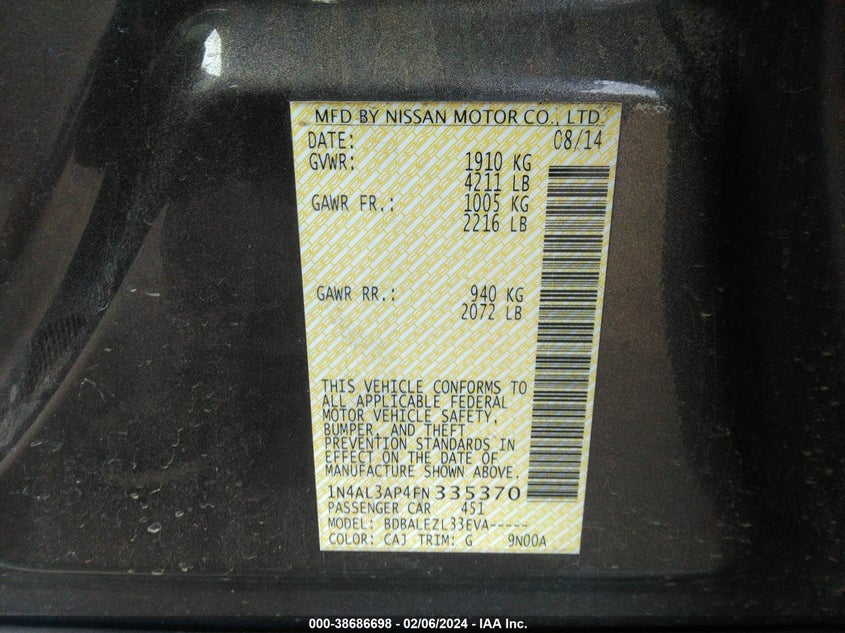 MFD BY NISSAN MOTOR CO., LTD.
DATE: 08/14
GVWR: 1910 KG
4211 LB
GAWR FR.: 1005 KG
2216 LB
GAWR RR.: 940 KG
2072 LB
THIS VEHICLE CONFORMS TO
ALL APPLICABLE FEDERAL
MOTOR VEHICLE SAFETY,
BUMPER, AND THEFT
PREVENTION STANDARDS IN
EFFECT ON THE DATE OF
MANUFACTURE SHOWN ABOVE.
1N4AL3AP4FN335370
PASSENGER CAR 451
MODEL: BDBALEZL33EVA-----
COLOR: CAJ TRIM: G 9N00A
000-38686698 - 02/06/2024 - IAA Inc.